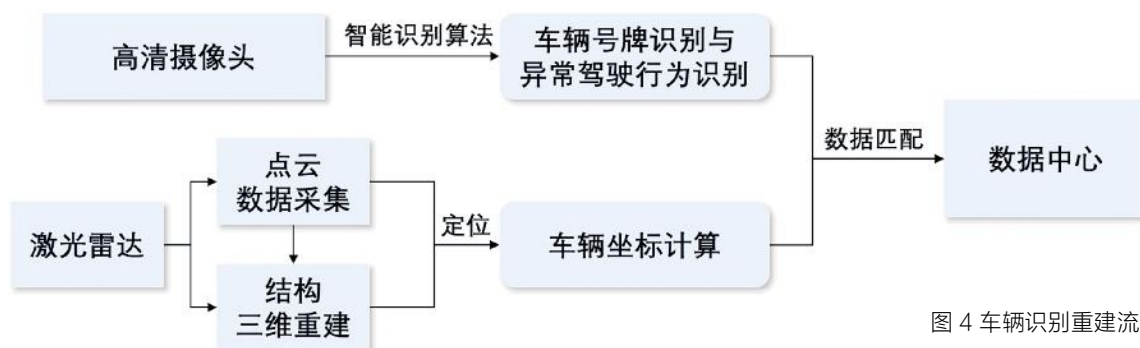 高清摄像头
智能识别算法
车辆号牌识别与
异常驾驶行为识别
数据匹配
数据中心
激光雷达
点云
数据采集
结构
三维重建
定位
车辆坐标计算
图 4 车辆识别重建流